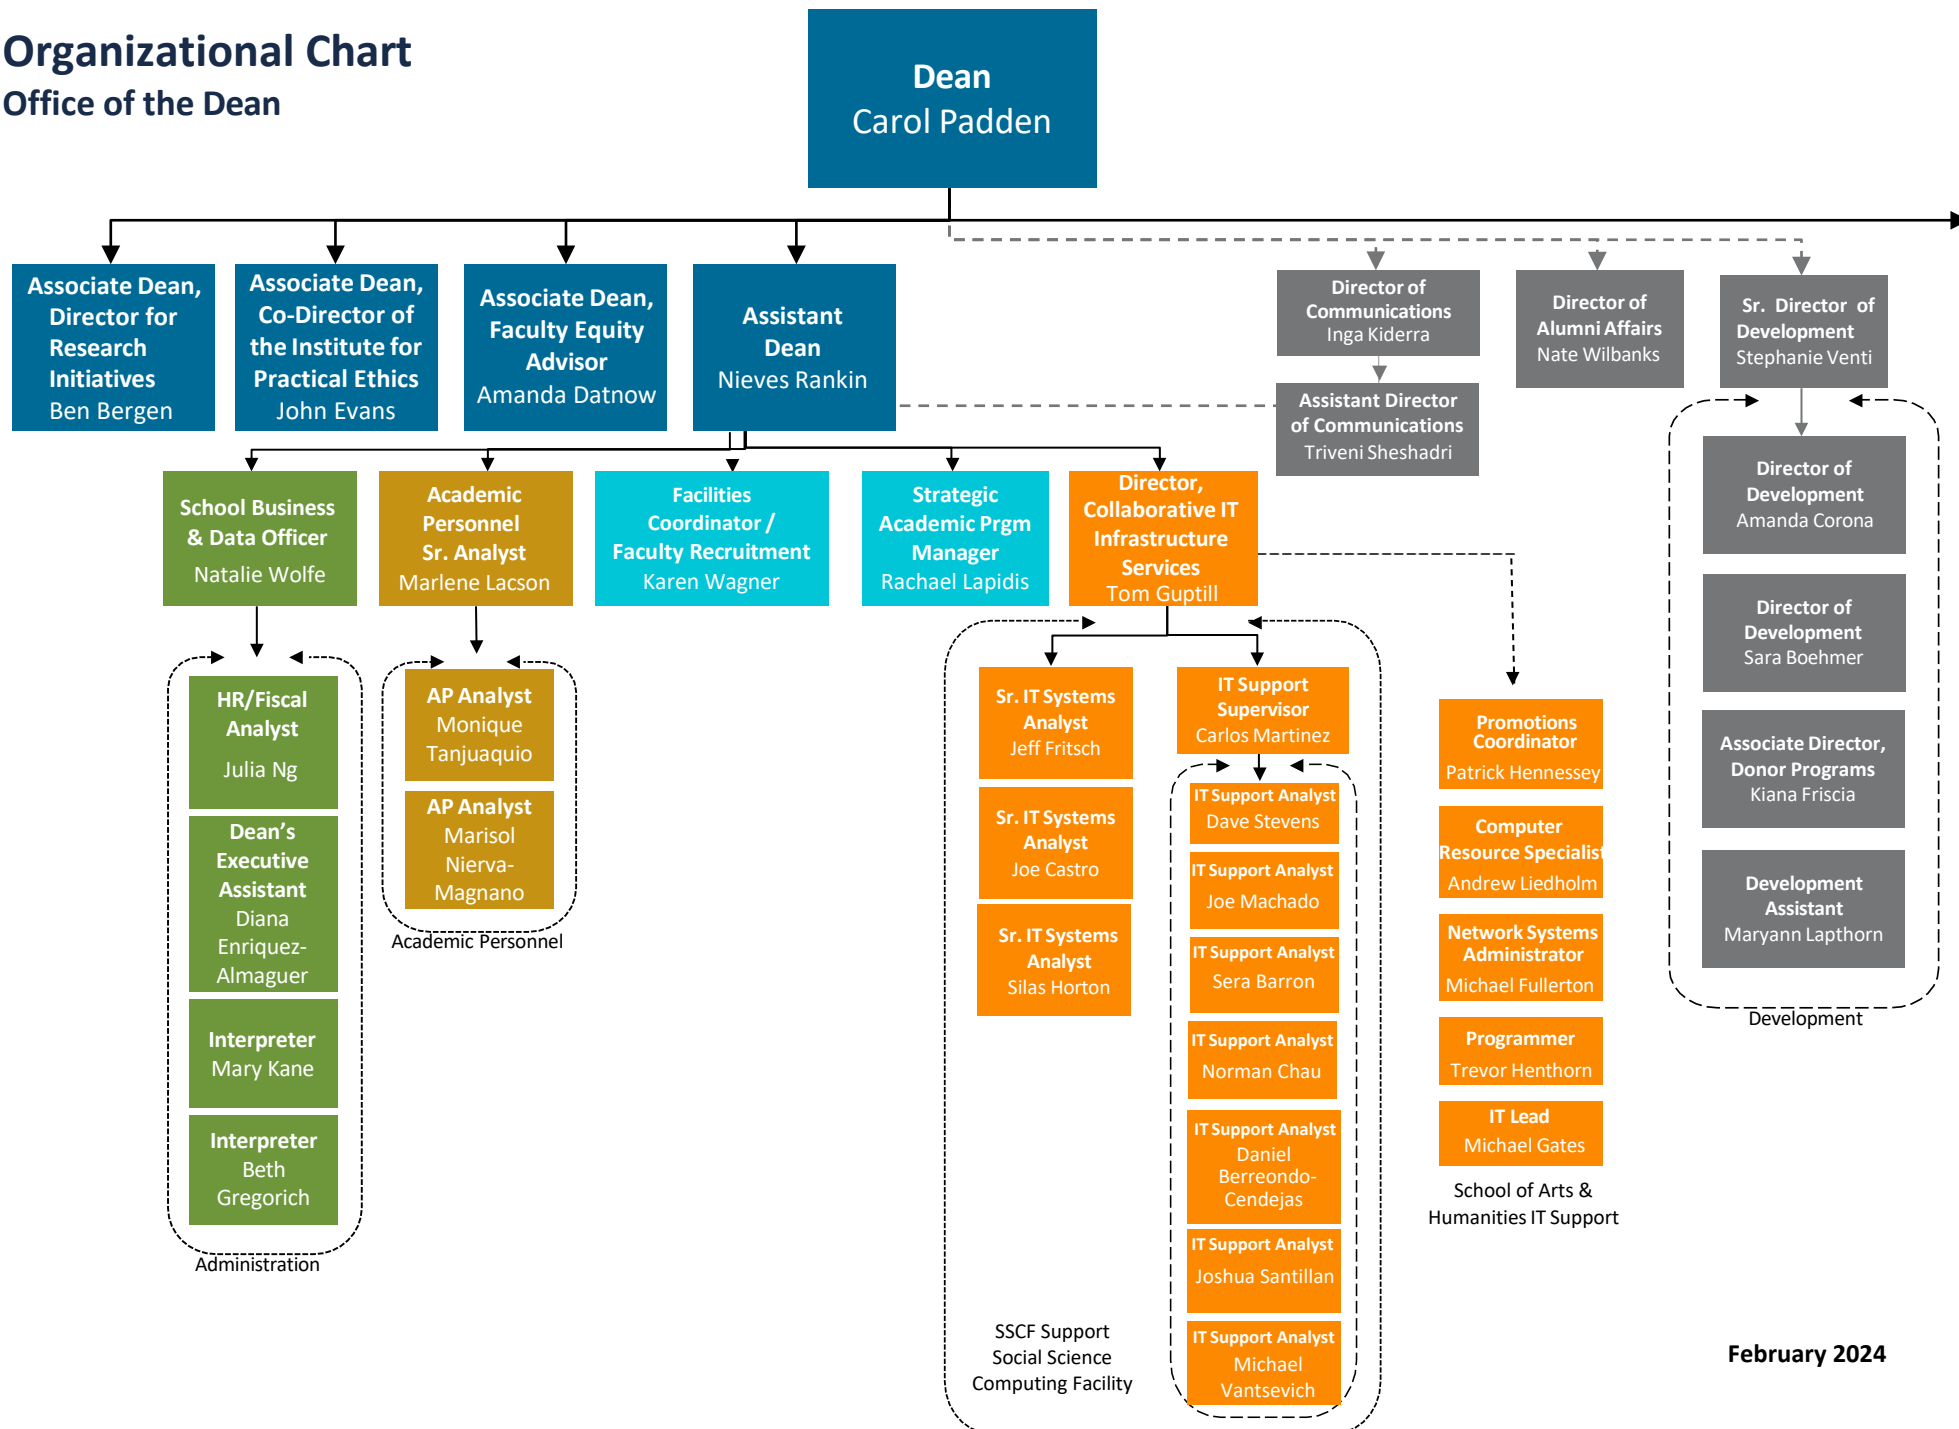 Organizational Chart
Office of the Dean
Dean
Carol Padden
Associate Dean,
Director for
Research
Initiatives
Ben Bergen
Associate Dean,
Co-Director of
the Institute for
Practical Ethics
John Evans
Associate Dean,
Faculty Equity
Advisor
Amanda Datnow
Assistant
Dean
Nieves Rankin
Director of
Communications
Inga Kiderra
Director of
Alumni Affairs
Nate Wilbanks
Sr. Director of
Development
Stephanie Venti
Assistant Director
of Communications
Triveni Sheshadri
School Business
& Data Officer
Natalie Wolfe
Academic
Personnel
Sr. Analyst
Marlene Lacson
Facilities
Coordinator /
Faculty Recruitment
Karen Wagner
Strategic
Academic Prgm
Manager
Rachael Lapidis
Director,
Collaborative IT
Infrastructure
Services
Tom Guptill
HR/Fiscal
Analyst
Julia Ng
Dean’s
Executive
Assistant
Diana
Enriquez-
Almaguer
Interpreter
Mary Kane
Interpreter
Beth
Gregorich
Administration
AP Analyst
Monique
Tanjuaquio
AP Analyst
Marisol
Nierva-
Magnano
Academic Personnel
Sr. IT Systems
Analyst
Jeff Fritsch
Sr. IT Systems
Analyst
Joe Castro
Sr. IT Systems
Analyst
Silas Horton
SSCF Support
Social Science
Computing Facility
IT Support
Supervisor
Carlos Martinez
IT Support Analyst
Dave Stevens
IT Support Analyst
Joe Machado
IT Support Analyst
Sera Barron
IT Support Analyst
Norman Chau
IT Support Analyst
Daniel
Berreondo-
Cendejas
IT Support Analyst
Joshua Santillan
IT Support Analyst
Michael
Vantsevich
Promotions
Coordinator
Patrick Hennessey
Computer
Resource Specialist
Andrew Liedholm
Network Systems
Administrator
Michael Fullerton
Programmer
Trevor Henthorn
IT Lead
Michael Gates
School of Arts &
Humanities IT Support
Director of
Development
Amanda Corona
Director of
Development
Sara Boehmer
Associate Director,
Donor Programs
Kiana Friscia
Development
Assistant
Maryann Lapthorn
Development
February 2024